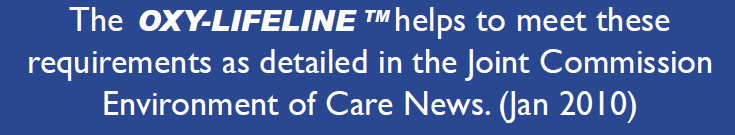 The OXY-LIFELINE ™ helps to meet these
requirements as detailed in the Joint Commission
Environment of Care News. (Jan 2010)